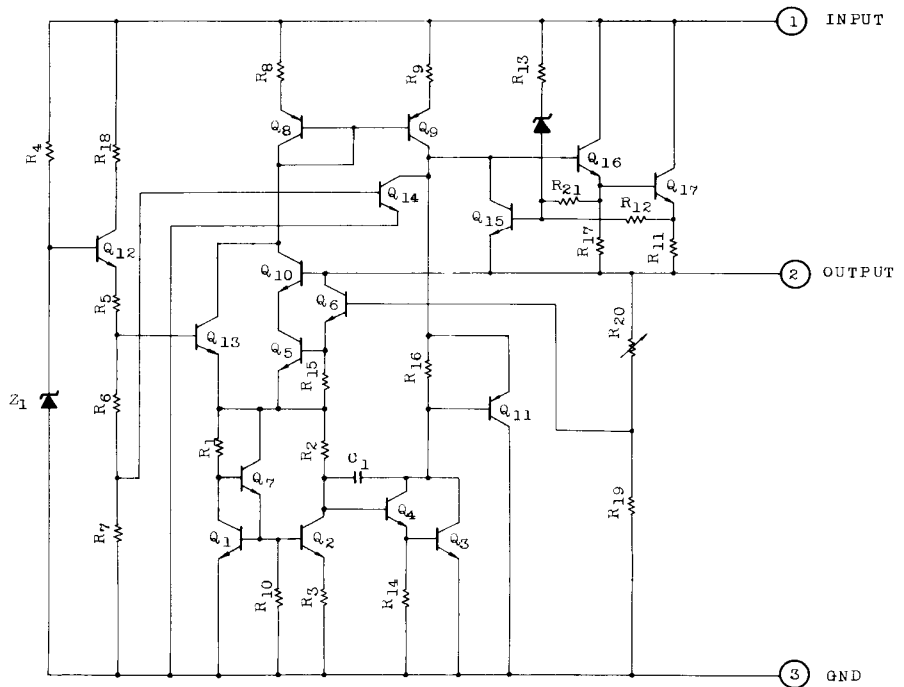 1 INPUT
R8
R9
R13
R4
R18
Q8
Q9
Q16
Q14
R21
Q17
Q15
R12
R17
R11
Q12
Q10
2 OUTPUT
R5
Q6
R20
Q13
Q5
R15
R16
Z1
R6
Q11
R1
R2
C1
Q7
Q4
R19
R7
Q1
Q2
Q3
R10
R3
R14
3 GND